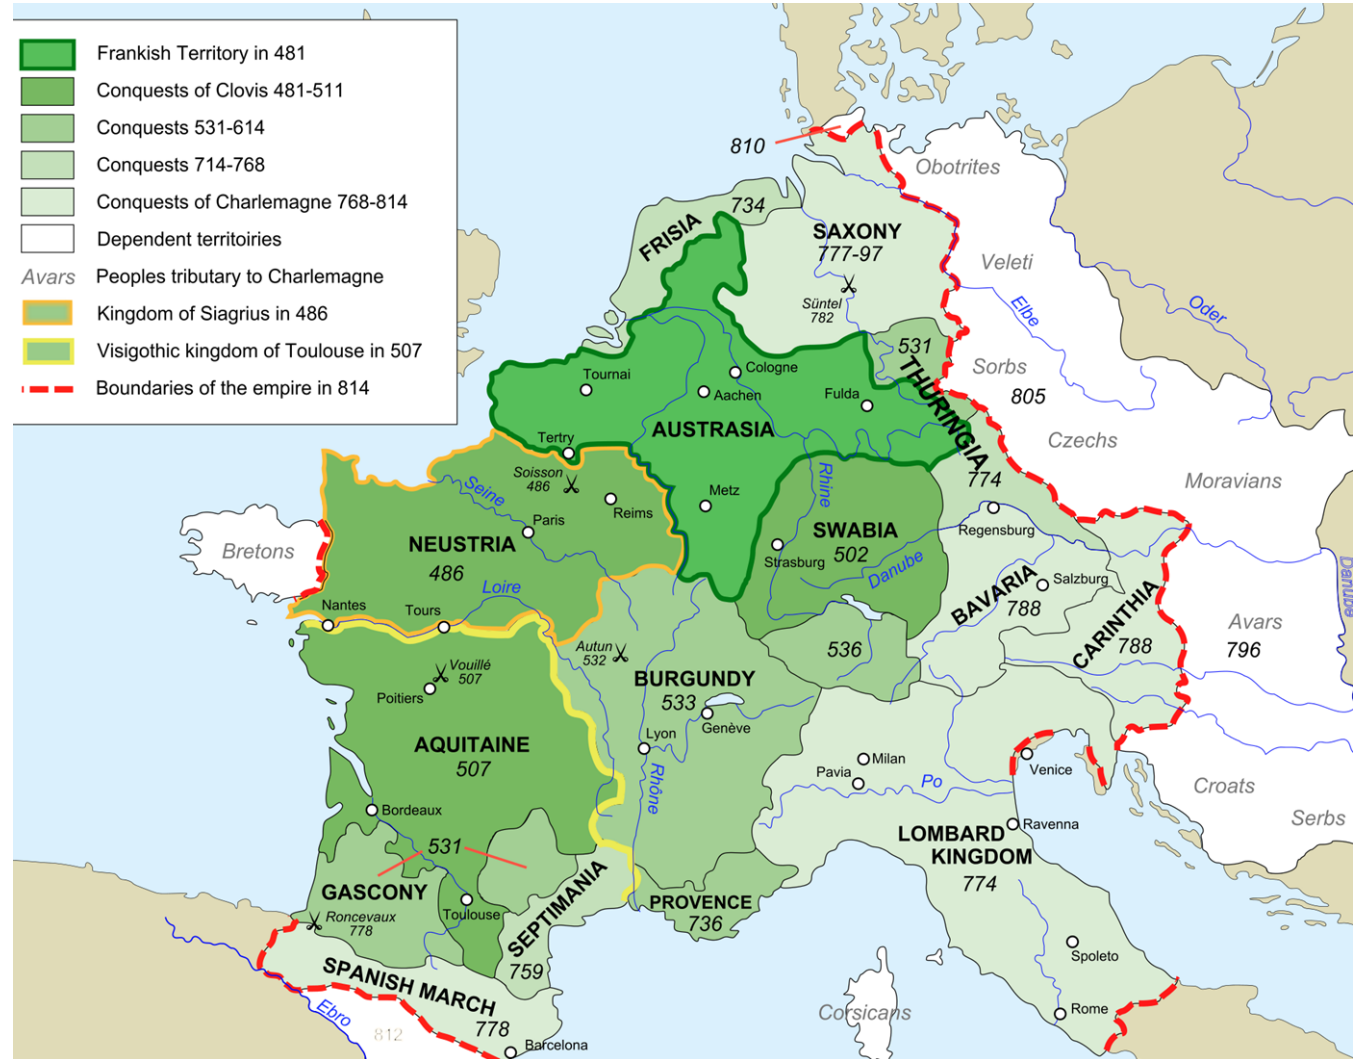 Frankish Territory in 481
Conquests of Clovis 481-511
Conquests 531-614
Conquests 714-768
Conquests of Charlemagne 768-814
Dependent territoiries
Avars Peoples tributary to Charlemagne
Kingdom of Siagrius in 486
Visigothic kingdom of Toulouse in 507
Boundaries of the empire in 814
810
Obotrites
734
FRISIA
SAXONY
777-97
Veleti
Süntel
782
Elbe
Oder
531
THURINGIA
Sorbs
805
Tournai
Cologne
Aachen
Fulda
AUSTRASIA
Czechs
Tertry
Soisson
486
Seine
Reims
Metz
Rhine
774
Moravians
Regensburg
Paris
NEUSTRIA
486
SWABIA
502
Strasburg
Danube
Bretons
Loire
Nantes
Tours
BAVARIA
788
Salzburg
CARINTHIA
788
Danube
Avars
796
Autun
532
536
Vouillé
507
Poitiers
BURGUNDY
533
Genève
Lyon
Rhône
AQUITAINE
507
Milan
Pavia
Po
Venice
Croats
Serbs
Bordeaux
531
LOMBARD
KINGDOM
774
Ravenna
GASCONY
Roncevaux
778
Toulouse
SEPTIMANIA
759
PROVENCE
736
Spoleto
SPANISH MARCH
778
Ebro
812
Barcelona
Corsicans
Rome